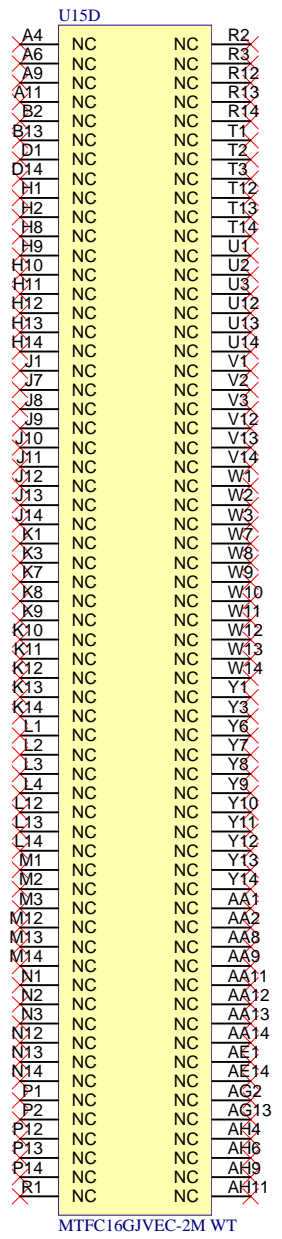 U15D
A4 NC NC R2
A6 NC NC R3
A9 NC NC R12
A11 NC NC R13
B2 NC NC R14
B13 NC NC T1
D1 NC NC T2
D14 NC NC T3
H1 NC NC T12
H2 NC NC T13
H8 NC NC T14
H9 NC NC U1
H10 NC NC U2
H11 NC NC U3
H12 NC NC U12
H13 NC NC U13
H14 NC NC U14
J1 NC NC V1
J7 NC NC V2
J8 NC NC V3
J9 NC NC V12
J10 NC NC V13
J11 NC NC V14
J12 NC NC W1
J13 NC NC W2
J14 NC NC W3
K1 NC NC W7
K3 NC NC W8
K7 NC NC W9
K8 NC NC W10
K9 NC NC W11
K10 NC NC W12
K11 NC NC W13
K12 NC NC W14
K13 NC NC Y1
K14 NC NC Y3
L1 NC NC Y6
L2 NC NC Y7
L3 NC NC Y8
L4 NC NC Y9
L12 NC NC Y10
L13 NC NC Y11
L14 NC NC Y12
M1 NC NC Y13
M2 NC NC Y14
M3 NC NC AA1
M12 NC NC AA2
M13 NC NC AA8
M14 NC NC AA9
N1 NC NC AA11
N2 NC NC AA12
N3 NC NC AA13
N12 NC NC AA14
N13 NC NC AE1
N14 NC NC AE14
P1 NC NC AG2
P2 NC NC AG13
P12 NC NC AH4
P13 NC NC AH6
P14 NC NC AH9
R1 NC NC AH11
MTFC16GJVEC-2M WT